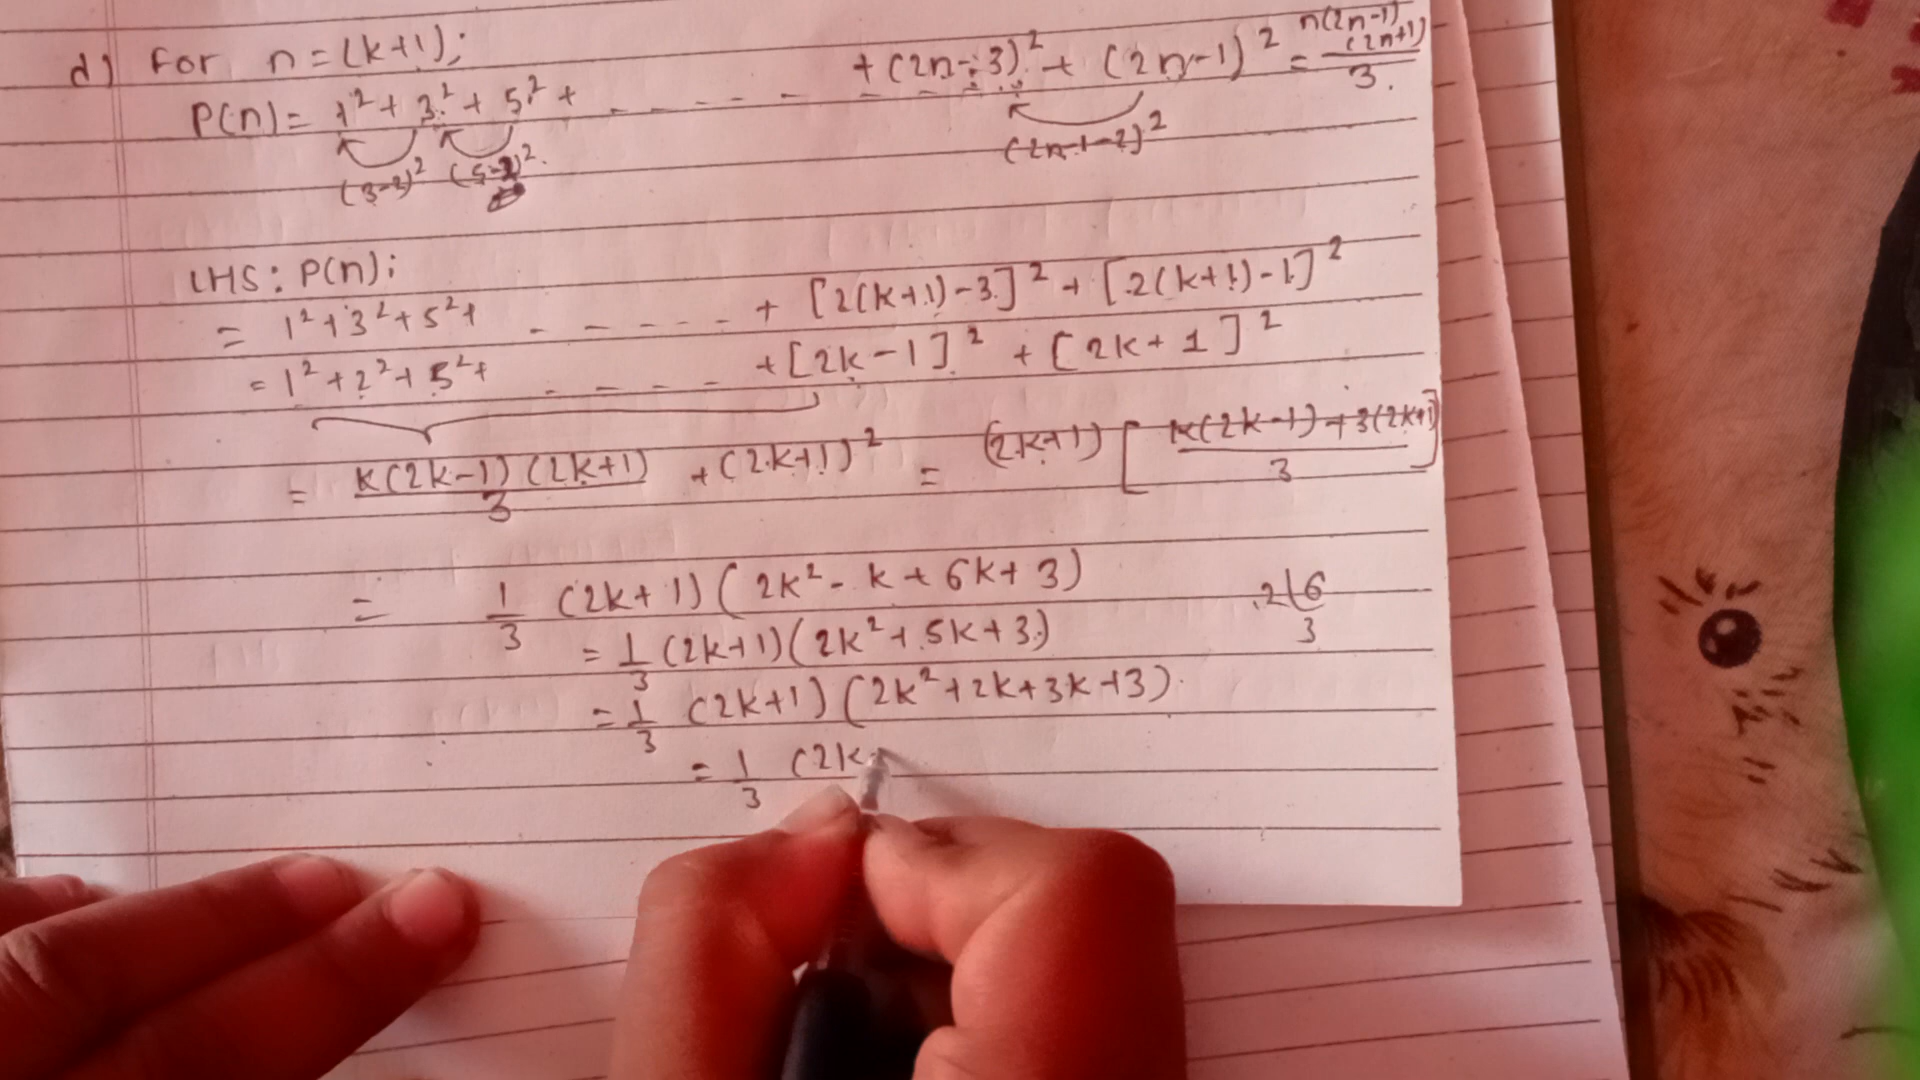 d) For n = (k+1);
P(n) = 1² + 3² + 5² + - - - - - - - + (2n-3)² + (2n-1)² = n(2n-1)(2n+1)/3.
(3-2)² (5-2)². (2n-1-2)²
LHS: P(n);
= 1² + 3² + 5² + - - - - - + [2(k+1)-3]² + [2(k+1)-1]²
= 1² + 2² + 5² + - - - - + [2k-1]² + [2k+1]²
= k(2k-1)(2k+1)/3 + (2k+1)² = (2k+1) [k(2k-1)+3(2k+1)/3]
= 1/3 (2k+1)(2k² - k + 6k + 3)
2|6
3
= 1/3 (2k+1)(2k² + 5k + 3)
= 1/3 (2k+1)(2k² + 2k + 3k + 3)
= 1/3 (2k